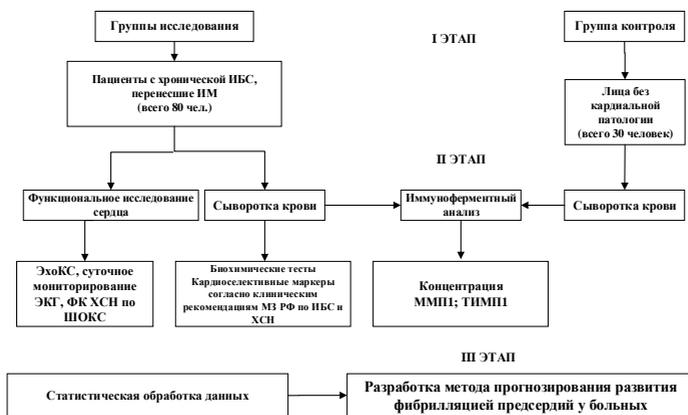 Группы исследования
I ЭТАП
Группа контроля
Пациенты с хронической ИБС,
перенесшие ИМ
(всего 80 чел.)
Лица без
кардиальной
патологии
(всего 30 человек)
II ЭТАП
Функциональное исследование
сердца
Сыворотка крови
Иммуноферментный
анализ
Сыворотка крови
ЭхоКС, суточное
мониторирование
ЭКГ, ФК ХСН по
ШОКС
Биохимические тесты
Кардиоселективные маркеры
согласно клиническим
рекомендациям МЗ РФ по ИБС и
ХСН
Концентрация
ММП1; ТИМП1
III ЭТАП
Статистическая обработка данных
Разработка метода прогнозирования развития
фибрилляцией предсердий у больных